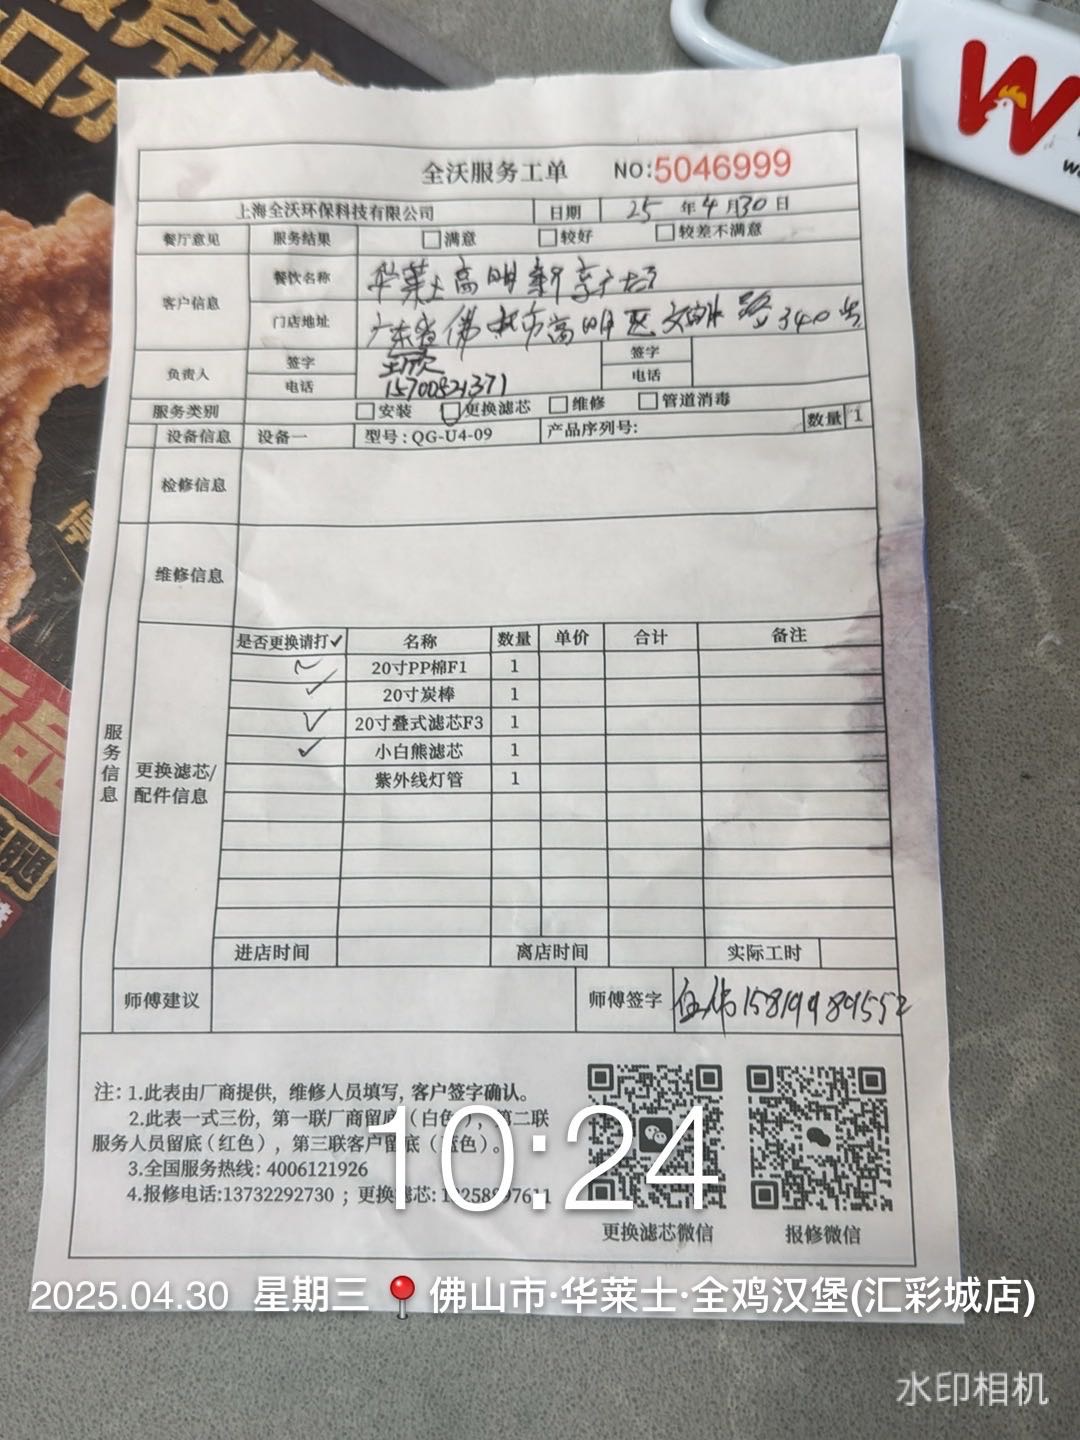 全沃服务工单 NO:5046999
上海全沃环保科技有限公司 日期 25 年 4 月 30 日
餐厅意见 服务结果 □满意 □较好 □较差不满意
客户信息 餐饮名称 华莱士高明新亨广场
门店地址 广东省佛山市高明区文明路340号
负责人 签字 王欣 签字
电话 15700821371 电话
服务类别 □安装 □更换滤芯 □维修 □管道消毒
设备信息 设备一 型号:QG-U4-09 产品序列号: 数量 1
检修信息
维修信息
服务信息
更换滤芯/配件信息
是否更换请打✓ 名称 数量 单价 合计 备注
✓ 20寸PP棉F1 1
✓ 20寸炭棒 1
✓ 20寸叠式滤芯F3 1
✓ 小白熊滤芯 1
紫外线灯管 1
进店时间 离店时间 实际工时
师傅建议 师傅签字 15819989552
注:1.此表由厂商提供，维修人员填写,客户签字确认。
2.此表一式三份，第一联厂商留底(白色)，第二联
服务人员留底(红色)，第三联客户留底(蓝色)。
3.全国服务热线:4006121926
4.报修电话:13732292730 ；更换滤芯:
更换滤芯微信 报修微信
10:24
2025.04.30 星期三 佛山市·华莱士·全鸡汉堡(汇彩城店)
水印相机